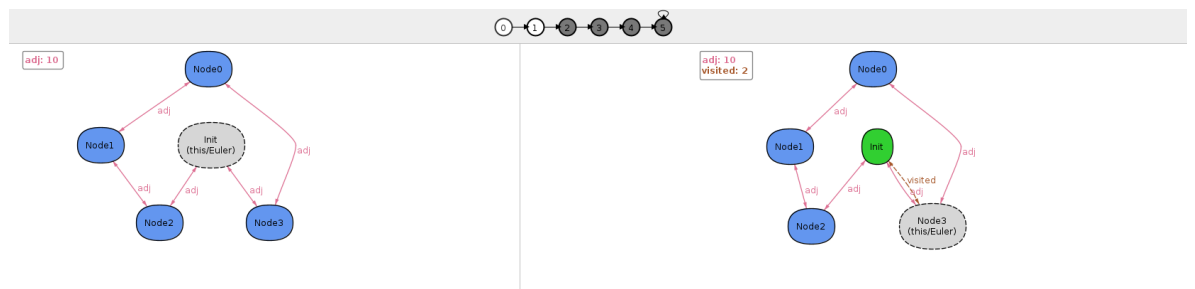 0 1 2 3 4 5
adj: 10
Node0
adj
adj
Node1
Init
(this/Euler)
adj
adj
adj
Node2
Node3
adj: 10
visited: 2
Node0
adj
adj
Node1
Init
visited
adj
adj
adj
Node2
Node3
(this/Euler)